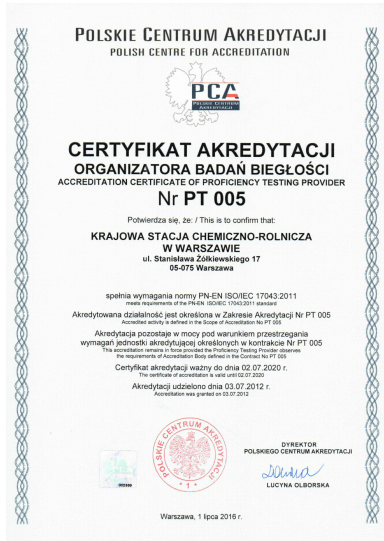 POLSKIE CENTRUM AKREDYTACJI
POLISH CENTRE FOR ACCREDITATION
PCA
POLSKIE CENTRUM
AKREDYTACJI
CERTYFIKAT AKREDYTACJI
ORGANIZATORA BADAŃ BIEGŁOŚCI
ACCREDITATION CERTIFICATE OF PROFICIENCY TESTING PROVIDER
Nr PT 005
Potwierdza się, że: / This is to confirm that:
KRAJOWA STACJA CHEMICZNO-ROLNICZA
W WARSZAWIE
ul. Stanisława Żółkiewskiego 17
05-075 Warszawa
spełnia wymagania normy PN-EN ISO/IEC 17043:2011
meets requirements of the PN-EN ISO/IEC 17043:2011 standard
Akredytowana działalność jest określona w Zakresie Akredytacji Nr PT 005
Accredited activity is defined in the Scope of Accreditation No PT 005
Akredytacja pozostaje w mocy pod warunkiem przestrzegania
wymagań jednostki akredytującej określonych w kontrakcie Nr PT 005
This accreditation remains in force provided the Proficiency Testing Provider observes
the requirements of Accreditation Body defined in the Contract No PT 005
Certyfikat akredytacji ważny do dnia 02.07.2020 r.
The certificate of accreditation is valid until 02.07.2020
Akredytacji udzielono dnia 03.07.2012 r.
Accreditation was granted on 03.07.2012
POLSKIE CENTRUM AKREDYTACJI
* 1 *
DYREKTOR
POLSKIEGO CENTRUM AKREDYTACJI
LUCYNA OLBORSKA
Warszawa, 1 lipca 2016 r.